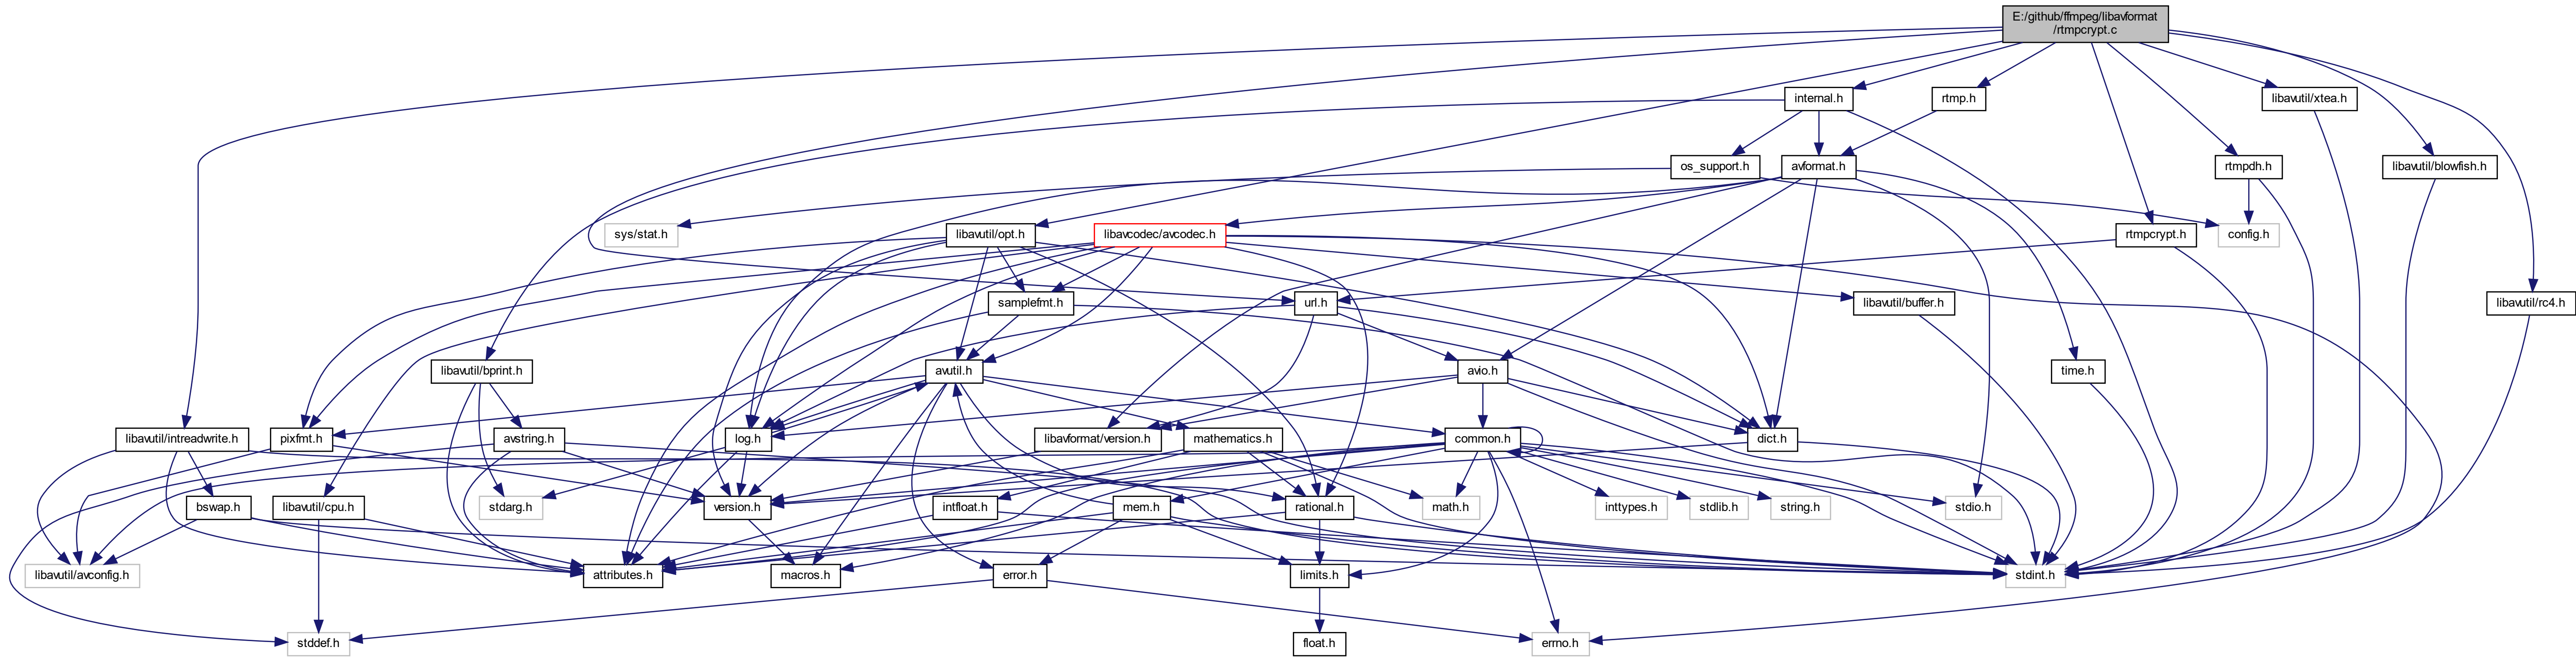 E:/github/ffmpeg/libavformat
/rtmpcrypt.c
internal.h
rtmp.h
libavutil/xtea.h
os_support.h
avformat.h
rtmpdh.h
libavutil/blowfish.h
sys/stat.h
libavutil/opt.h
libavcodec/avcodec.h
rtmpcrypt.h
config.h
samplefmt.h
url.h
libavutil/buffer.h
libavutil/rc4.h
libavutil/bprint.h
avutil.h
avio.h
time.h
libavutil/intreadwrite.h
pixfmt.h
avstring.h
log.h
libavformat/version.h
mathematics.h
common.h
dict.h
bswap.h
libavutil/cpu.h
stdarg.h
version.h
intfloat.h
mem.h
rational.h
math.h
inttypes.h
stdlib.h
string.h
stdio.h
libavutil/avconfig.h
attributes.h
macros.h
error.h
limits.h
stdint.h
stddef.h
float.h
errno.h